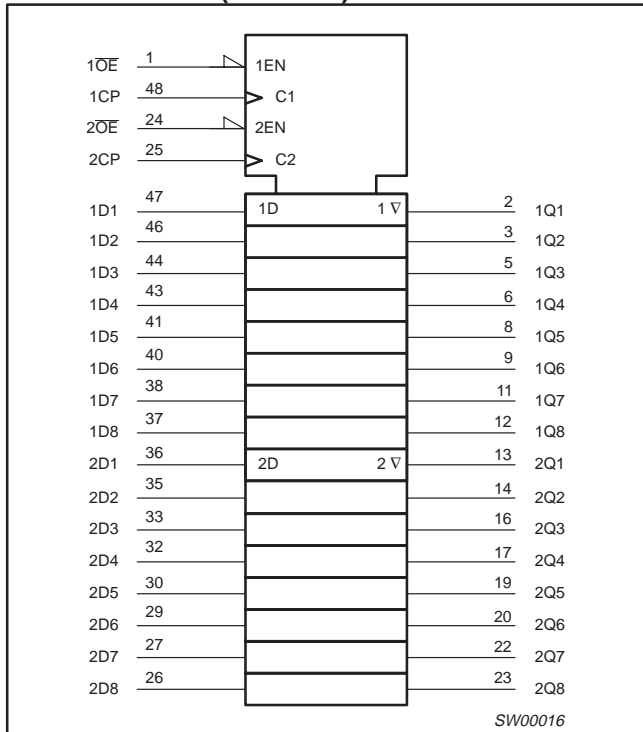 1O̅E̅ 1 1EN
1CP 48 C1
2O̅E̅ 24 2EN
2CP 25 C2
1D1 47 1D 1 ∇ 2 1Q1
1D2 46 3 1Q2
1D3 44 5 1Q3
1D4 43 6 1Q4
1D5 41 8 1Q5
1D6 40 9 1Q6
1D7 38 11 1Q7
1D8 37 12 1Q8
2D1 36 2D 2 ∇ 13 2Q1
2D2 35 14 2Q2
2D3 33 16 2Q3
2D4 32 17 2Q4
2D5 30 19 2Q5
2D6 29 20 2Q6
2D7 27 22 2Q7
2D8 26 23 2Q8
SW00016